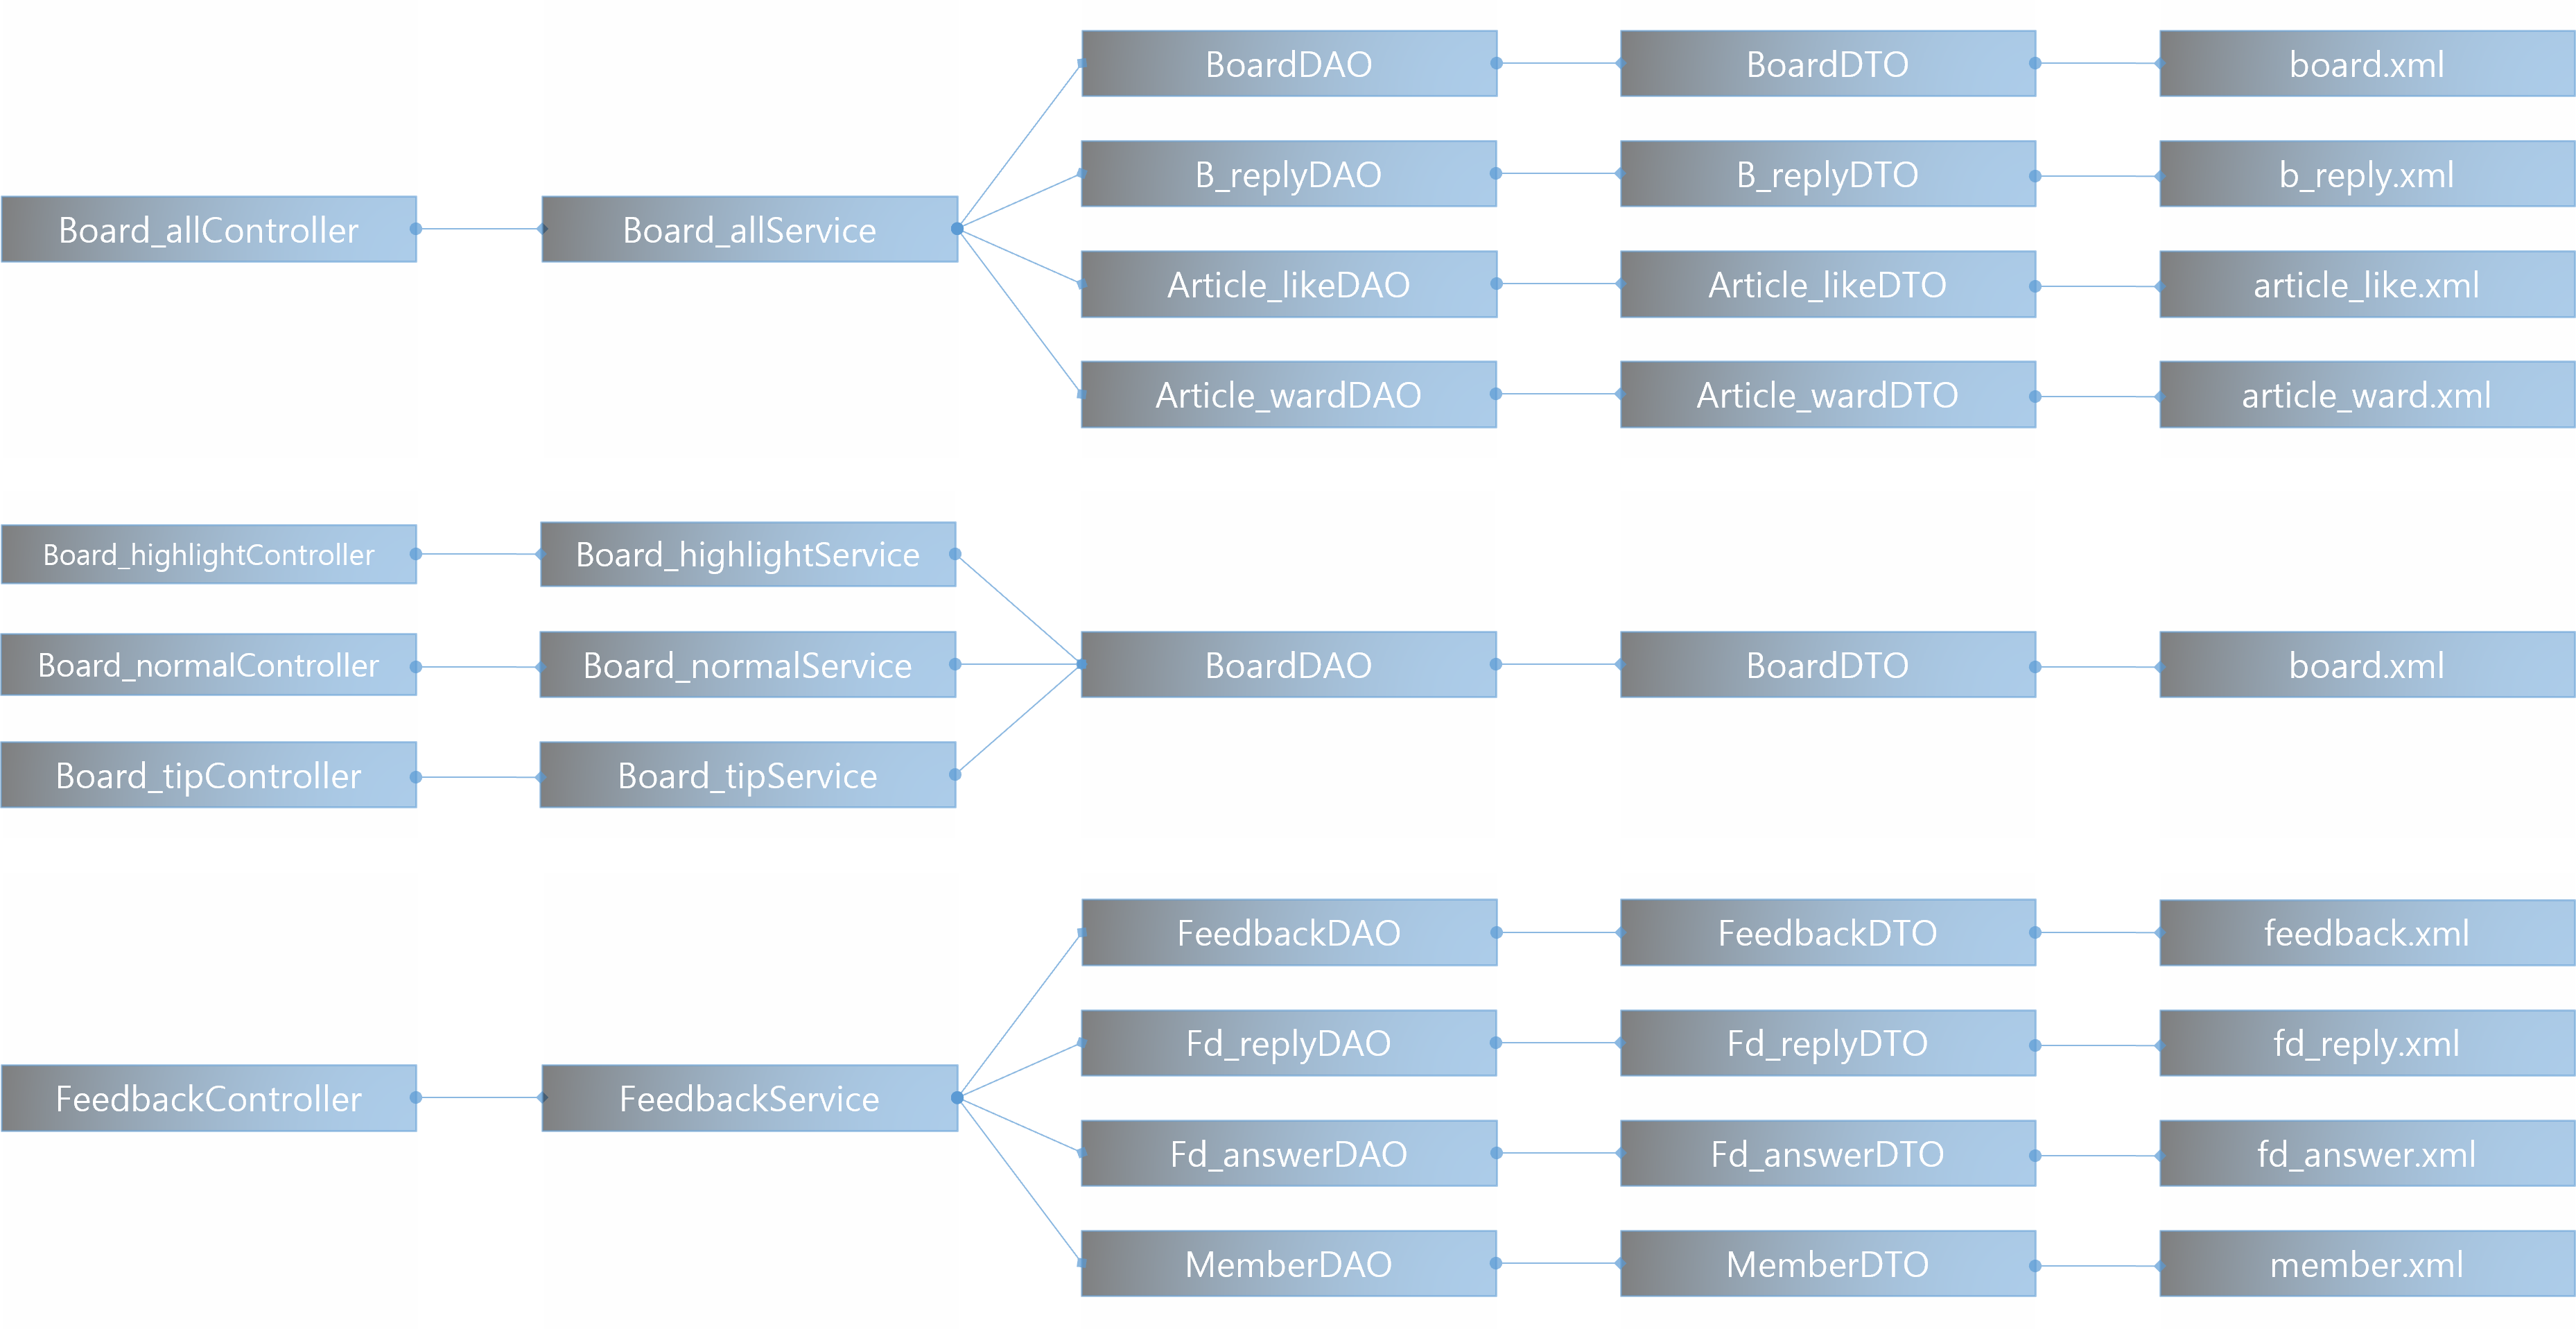 BoardDAO
BoardDTO
board.xml
B_replyDAO
B_replyDTO
b_reply.xml
Board_allController
Board_allService
Article_likeDAO
Article_likeDTO
article_like.xml
Article_wardDAO
Article_wardDTO
article_ward.xml
Board_highlightController
Board_highlightService
Board_normalController
Board_normalService
BoardDAO
BoardDTO
board.xml
Board_tipController
Board_tipService
FeedbackDAO
FeedbackDTO
feedback.xml
Fd_replyDAO
Fd_replyDTO
fd_reply.xml
FeedbackController
FeedbackService
Fd_answerDAO
Fd_answerDTO
fd_answer.xml
MemberDAO
MemberDTO
member.xml